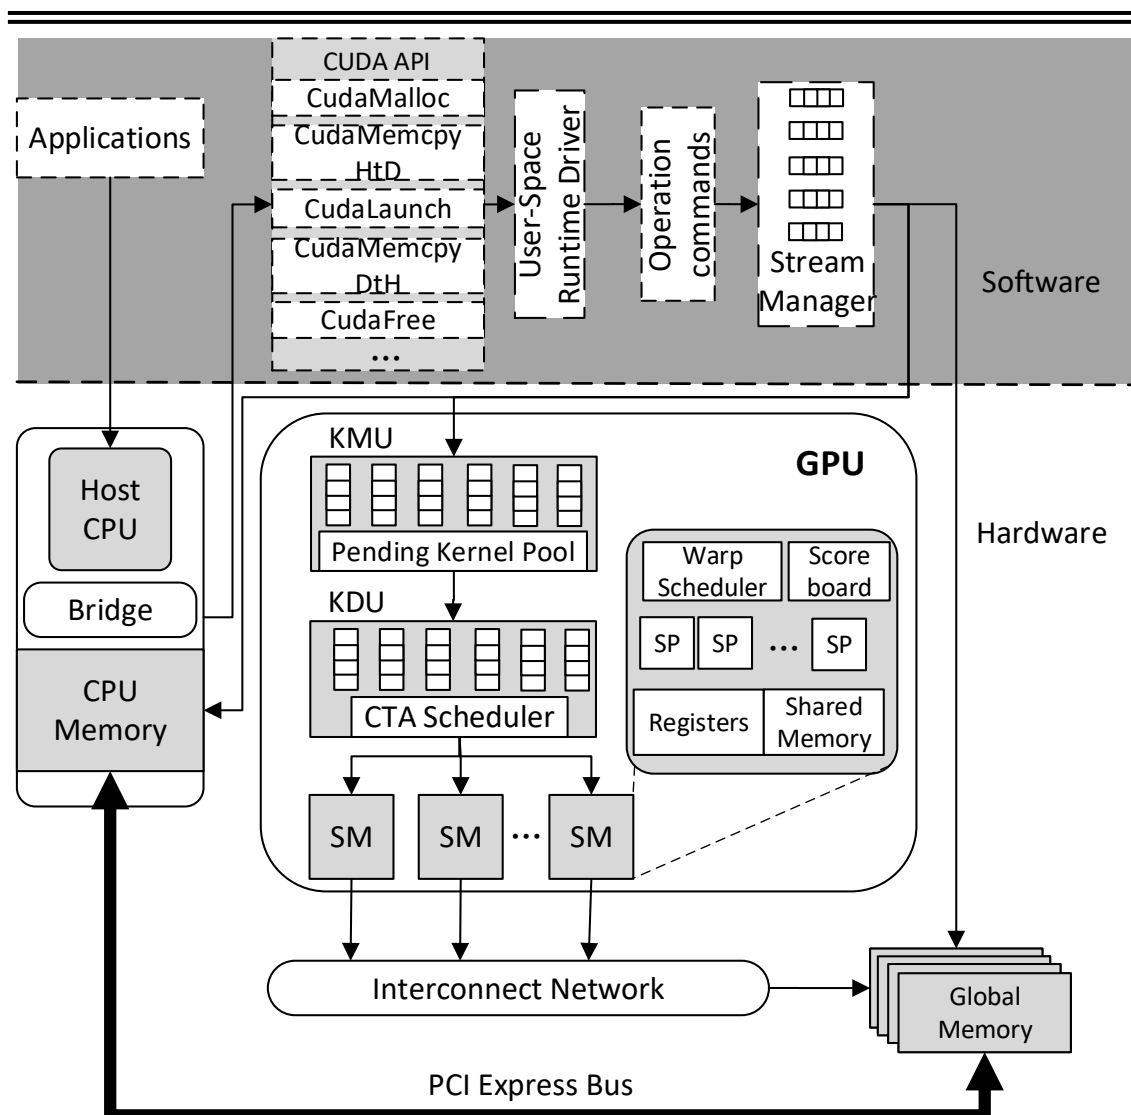 CUDA API
CudaMalloc
CudaMemcpy
HtD
CudaLaunch
CudaMemcpy
DtH
CudaFree
...
Applications
User-Space
Runtime Driver
Operation
commands
Stream
Manager
Software
Hardware
Host
CPU
Bridge
CPU
Memory
GPU
KMU
Pending Kernel Pool
KDU
CTA Scheduler
Warp
Scheduler
Score
board
SP
SP
...
SP
Registers
Shared
Memory
SM
SM
...
SM
Interconnect Network
Global
Memory
PCI Express Bus